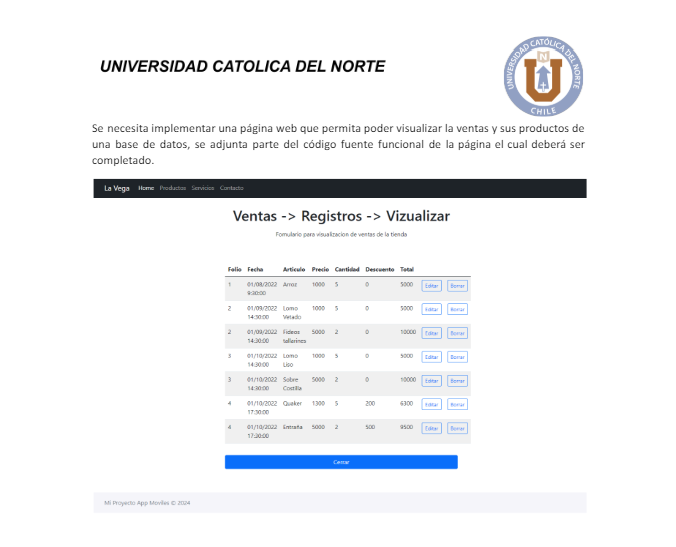 UNIVERSIDAD CATOLICA DEL NORTE
UNIVERSIDAD CATÓLICA DEL NORTE
N
U
CHILE
Se necesita implementar una página web que permita poder visualizar la ventas y sus productos de
una base de datos, se adjunta parte del código fuente funcional de la página el cual deberá ser
completado.
La Vega Home Productos Servicios Contacto
Ventas -> Registros -> Vizualizar
Fomulario para visualizacion de ventas de la tienda
Folio Fecha Articulo Precio Cantidad Descuento Total
1 01/08/2022 Arroz 1000 5 0 5000 Editar Borrar
9:30:00
2 01/09/2022 Lomo 1000 5 0 5000 Editar Borrar
14:30:00 Vetado
2 01/09/2022 Fideos 5000 2 0 10000 Editar Borrar
14:30:00 tallarines
3 01/10/2022 Lomo 1000 5 0 5000 Editar Borrar
14:30:00 Liso
3 01/10/2022 Sobre 5000 2 0 10000 Editar Borrar
14:30:00 Costilla
4 01/10/2022 Quaker 1300 5 200 6300 Editar Borrar
17:30:00
4 01/10/2022 Entraña 5000 2 500 9500 Editar Borrar
17:30:00
Cerrar
Mi Proyecto App Moviles © 2024